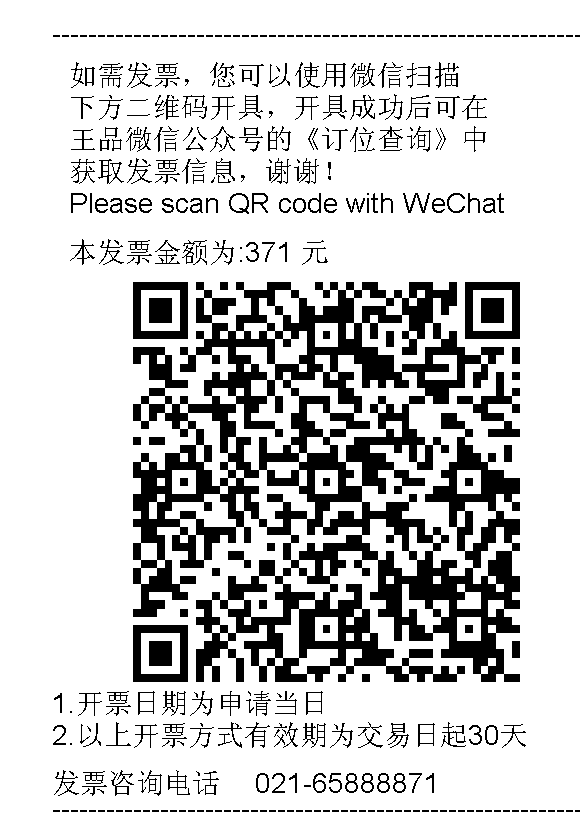 如需发票，您可以使用微信扫描
下方二维码开具，开具成功后可在
王品微信公众号的《订位查询》中
获取发票信息，谢谢！
Please scan QR code with WeChat
本发票金额为:371 元
1.开票日期为申请当日
2.以上开票方式有效期为交易日起30天
发票咨询电话 021-65888871